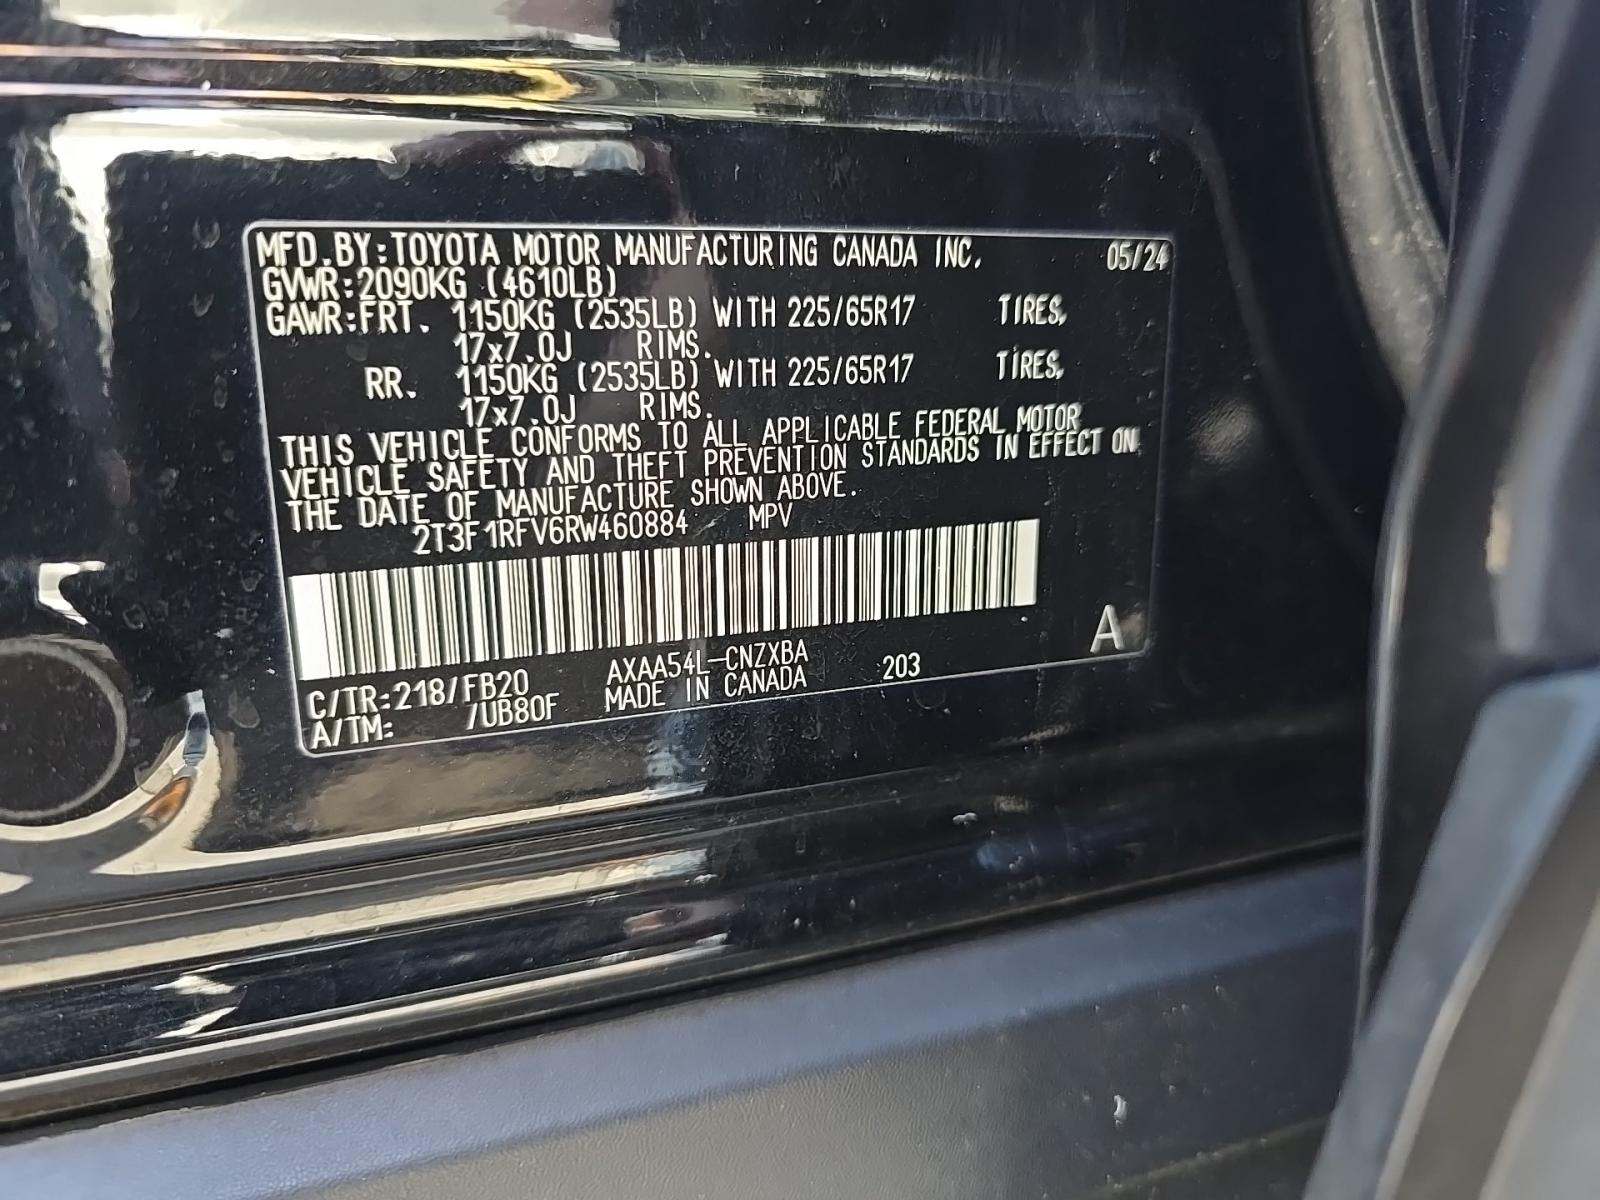 MFD.BY:TOYOTA MOTOR MANUFACTURING CANADA INC. 05/24
GVWR:2090KG (4610LB)
GAWR:FRT. 1150KG (2535LB) WITH 225/65R17 TIRES,
17x7.0J RIMS.
RR. 1150KG (2535LB) WITH 225/65R17 TIRES,
17x7.0J RIMS.
THIS VEHICLE CONFORMS TO ALL APPLICABLE FEDERAL MOTOR
VEHICLE SAFETY AND THEFT PREVENTION STANDARDS IN EFFECT ON
THE DATE OF MANUFACTURE SHOWN ABOVE.
2T3F1RFV6RW460884 MPV
A
C/TR:218/FB20 AXAA54L-CNZXBA 203
A/TM: /UB80F MADE IN CANADA